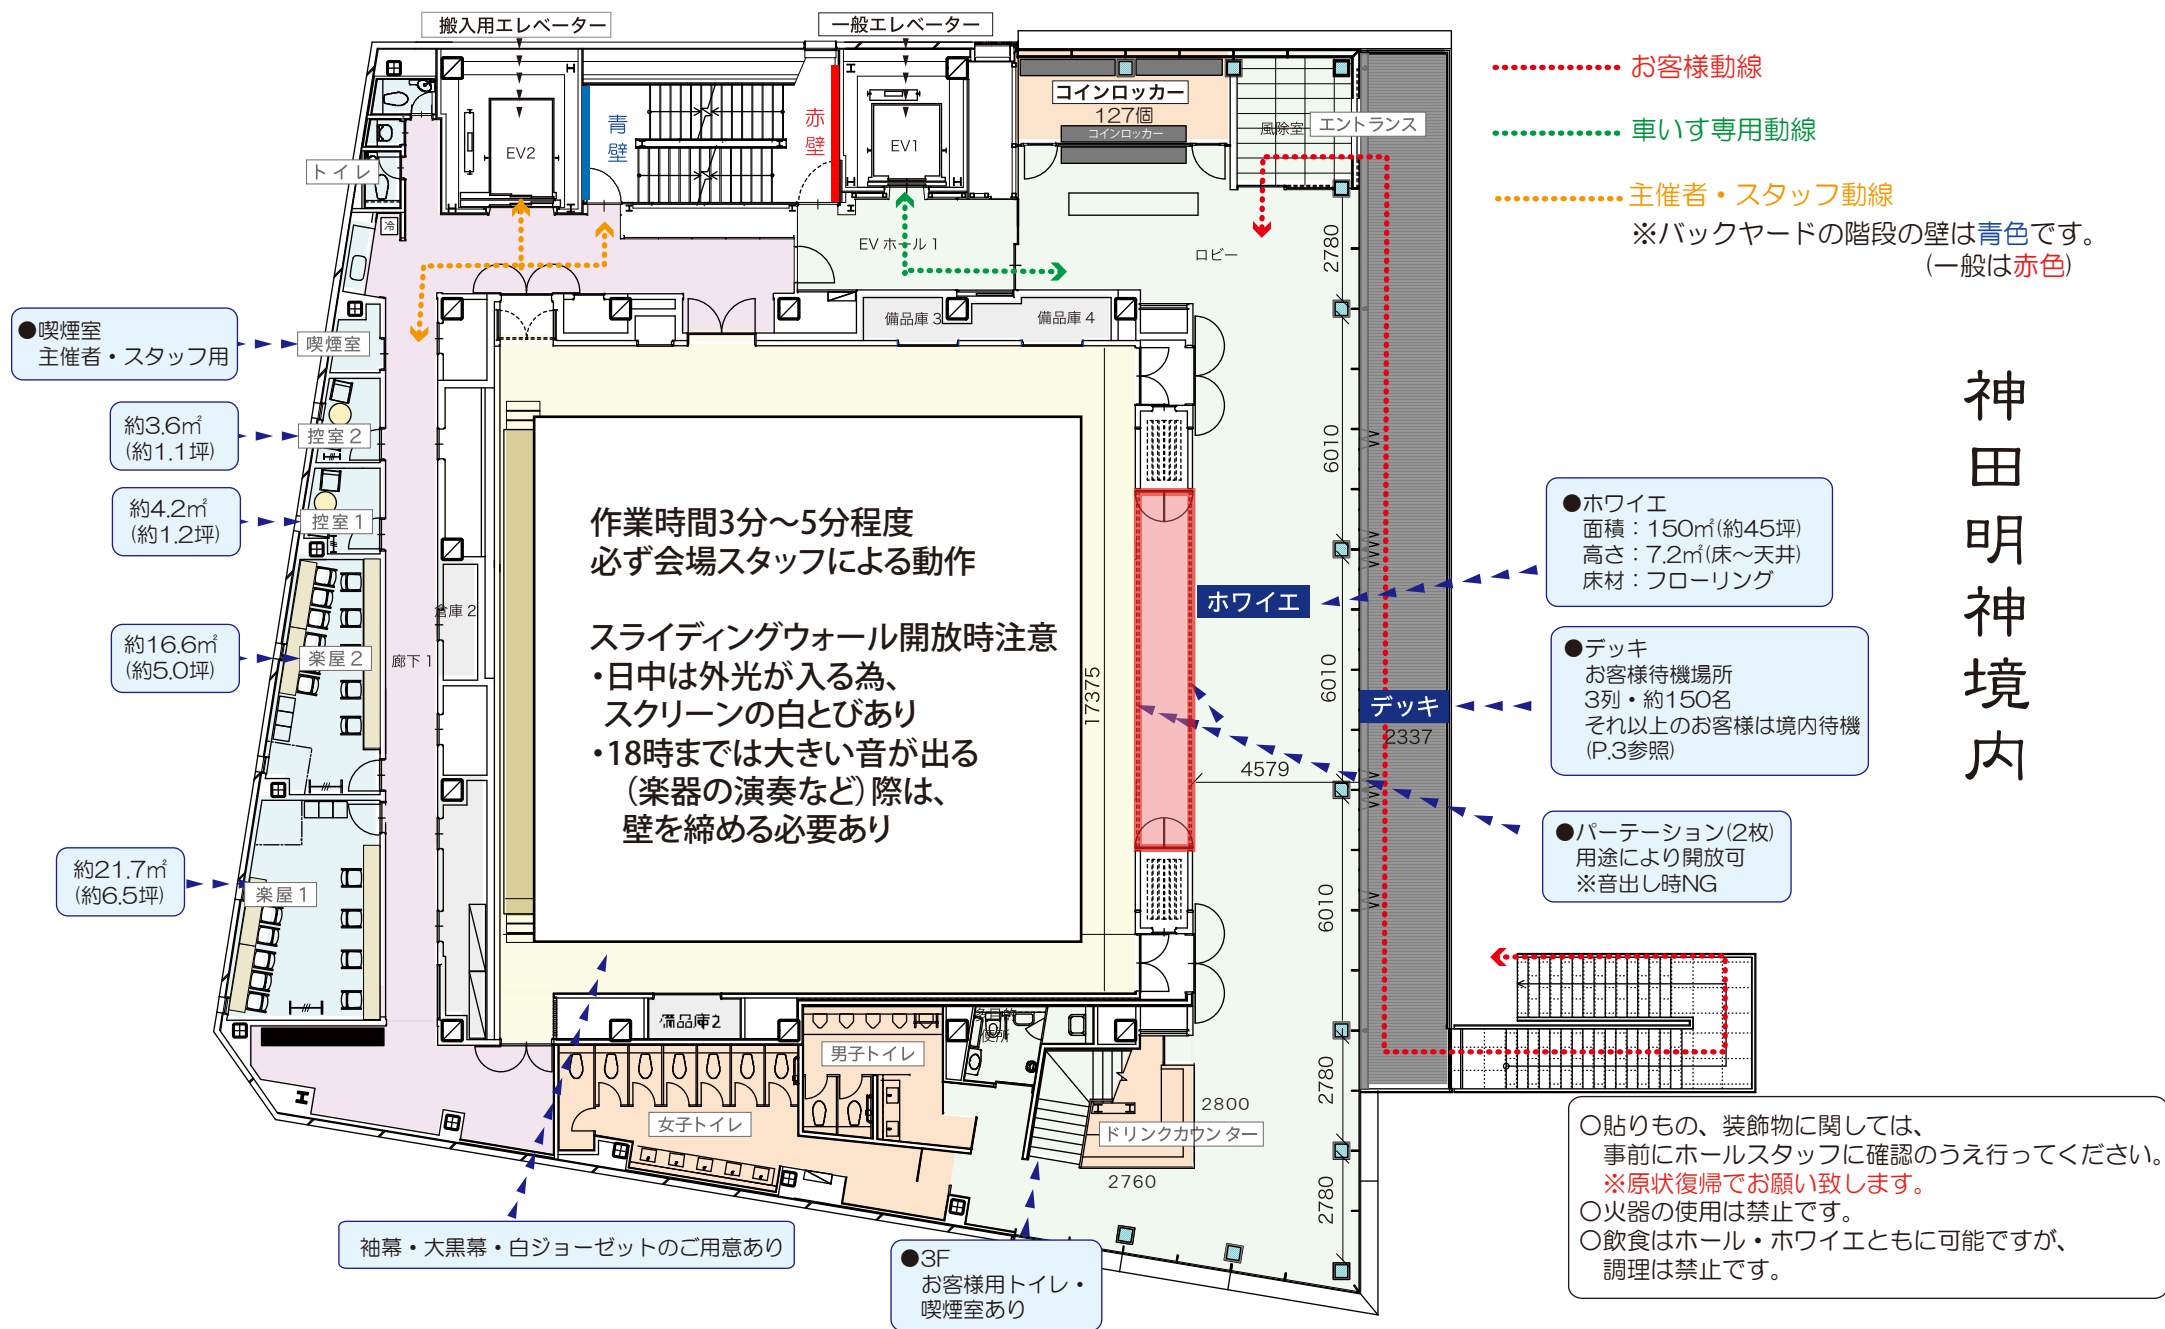 搬入用エレベーター
一般エレベーター
お客様動線
車いす専用動線
主催者・スタッフ動線
※バックヤードの階段の壁は青色です。
(一般は赤色)
コインロッカー
127個
コインロッカー
風除室
エントランス
青壁
赤壁
EV2
EV1
トイレ
冷
EVホール1
ロビー
2780
備品庫3
備品庫4
●喫煙室
主催者・スタッフ用
喫煙室
約3.6㎡
(約1.1坪)
控室2
約4.2㎡
(約1.2坪)
控室1
約16.6㎡
(約5.0坪)
楽屋2
廊下1
倉庫2
約21.7㎡
(約6.5坪)
楽屋1
作業時間3分〜5分程度
必ず会場スタッフによる動作
スライディングウォール開放時注意
・日中は外光が入る為、
スクリーンの白とびあり
・18時までは大きい音が出る
（楽器の演奏など）際は、
壁を締める必要あり
17375
6010
6010
6010
ホワイエ
デッキ
2337
4579
神田明神境内
●ホワイエ
面積：150㎡(約45坪)
高さ：7.2㎡(床〜天井)
床材：フローリング
●デッキ
お客様待機場所
3列・約150名
それ以上のお客様は境内待機
(P.3参照)
●パーテーション(2枚)
用途により開放可
※音出し時NG
備品庫2
男子トイレ
多目的
便所
女子トイレ
2800
ドリンクカウンター
2760
2780
2780
袖幕・大黒幕・白ジョーゼットのご用意あり
●3F
お客様用トイレ・
喫煙室あり
○貼りもの、装飾物に関しては、
事前にホールスタッフに確認のうえ行ってください。
※原状復帰でお願い致します。
○火器の使用は禁止です。
○飲食はホール・ホワイエともに可能ですが、
調理は禁止です。